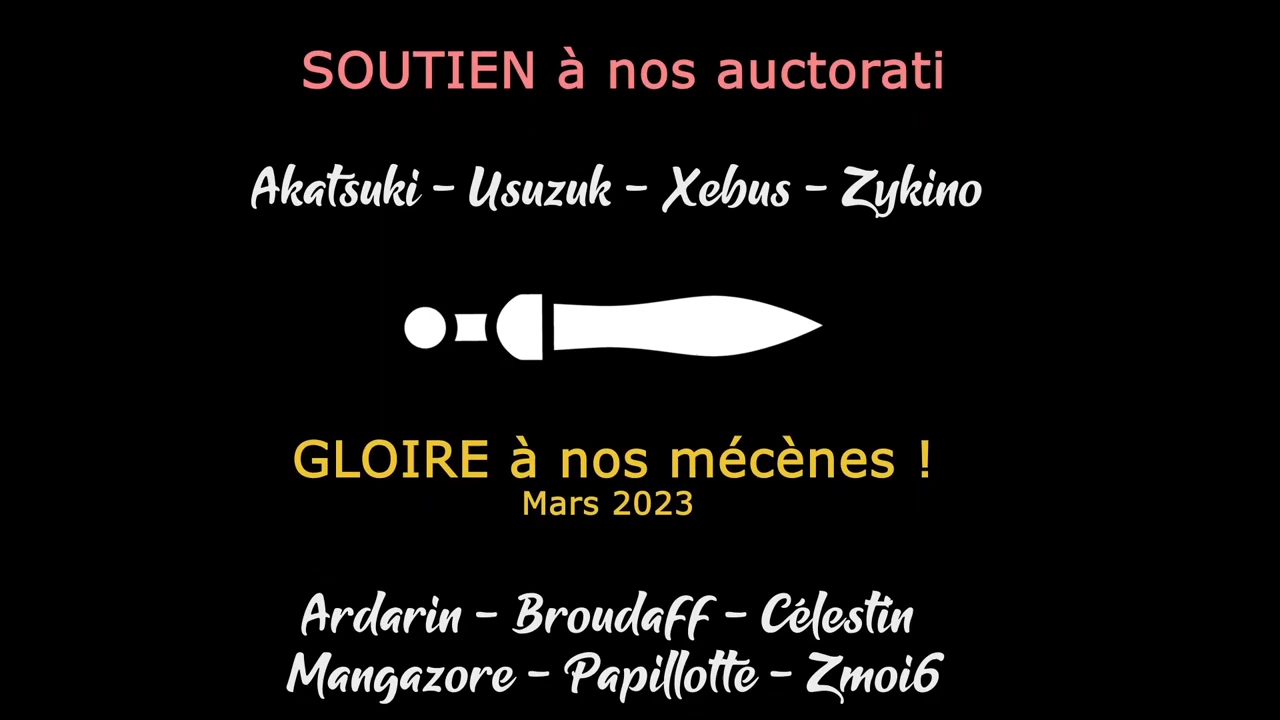 SOUTIEN à nos auctorati
Akatsuki - Usuzuk - Xebus - Zykino
GLOIRE à nos mécènes !
Mars 2023
Ardarin - Broudaff - Célestin
Mangazore - Papillotte - Zmoi6